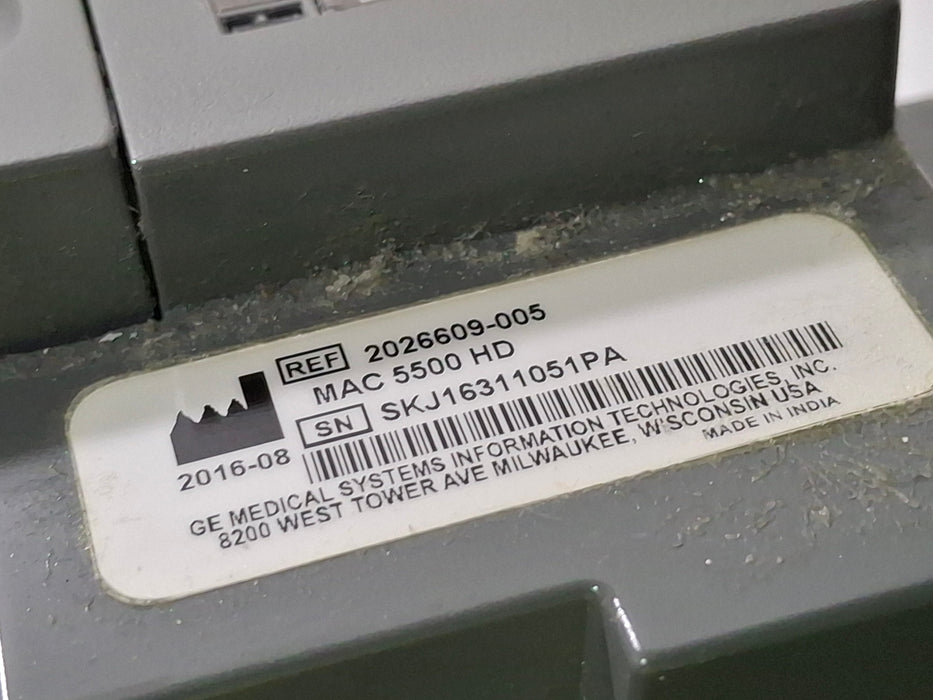 REF 2026609-005
MAC 5500 HD
SN SKJ16311051PA
2016-08
GE MEDICAL SYSTEMS INFORMATION TECHNOLOGIES, INC.
8200 WEST TOWER AVE MILWAUKEE, WISCONSIN USA
MADE IN INDIA